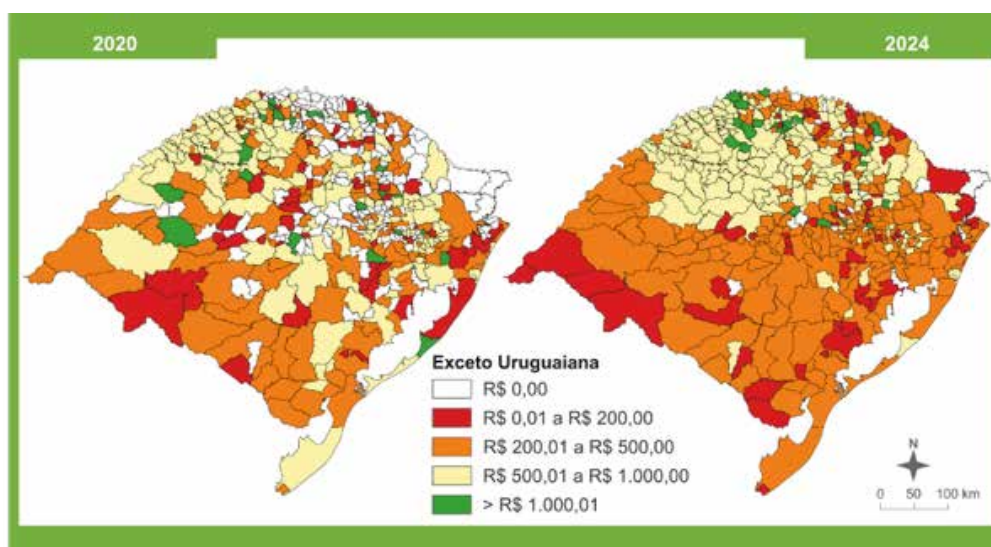 2020
2024
Exceto Uruguaiana
R$ 0,00
R$ 0,01 a R$ 200,00
R$ 200,01 a R$ 500,00
R$ 500,01 a R$ 1.000,00
> R$ 1.000,01
N
0 50 100 km